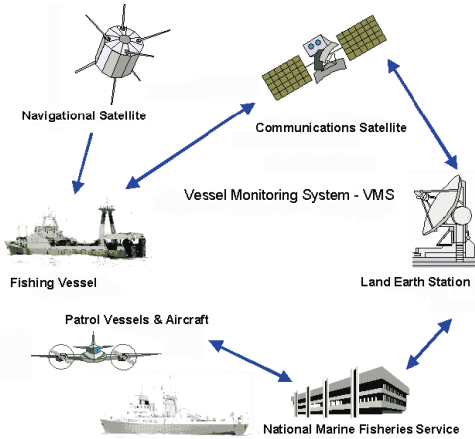 Navigational Satellite
Communications Satellite
Vessel Monitoring System - VMS
Fishing Vessel
Land Earth Station
Patrol Vessels & Aircraft
National Marine Fisheries Service